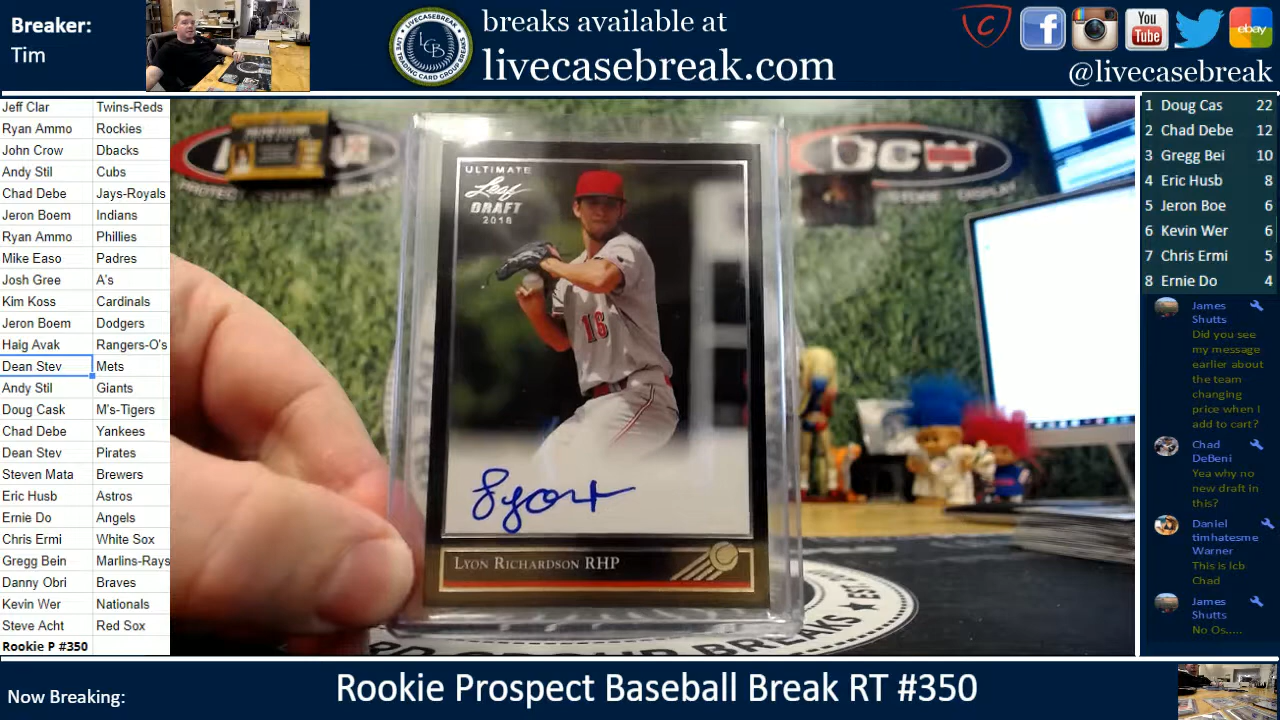 Breaker:
Tim
breaks available at
livecasebreak.com
LCB
You
Tube
ebay
@livecasebreak
Jeff Clar Twins-Reds
Ryan Ammo Rockies
John Crow Dbacks
Andy Stil Cubs
Chad Debe Jays-Royals
Jeron Boem Indians
Ryan Ammo Phillies
Mike Easo Padres
Josh Gree A's
Kim Koss Cardinals
Jeron Boem Dodgers
Haig Avak Rangers-O's
Dean Stev Mets
Andy Stil Giants
Doug Cask M's-Tigers
Chad Debe Yankees
Dean Stev Pirates
Steven Mata Brewers
Eric Husb Astros
Ernie Do Angels
Chris Ermi White Sox
Gregg Bein Marlins-Rays
Danny Obri Braves
Kevin Wer Nationals
Steve Acht Red Sox
Rookie P #350
ULTIMATE
Leaf
DRAFT
2018
16
LYON RICHARDSON RHP
BCW
DISPLAY
BREAKS
1 Doug Cas 22
2 Chad Debe 12
3 Gregg Bei 10
4 Eric Husb 8
5 Jeron Boe 6
6 Kevin Wer 6
7 Chris Ermi 5
8 Ernie Do 4
James
Shutts
Did you see
my message
earlier about
the team
changing
price when I
add to cart?
Chad
DeBeni
Yea why no
new draft in
this?
Daniel
timhatesme
Warner
This is lcb
Chad
James
Shutts
No Os.....
Now Breaking:
Rookie Prospect Baseball Break RT #350